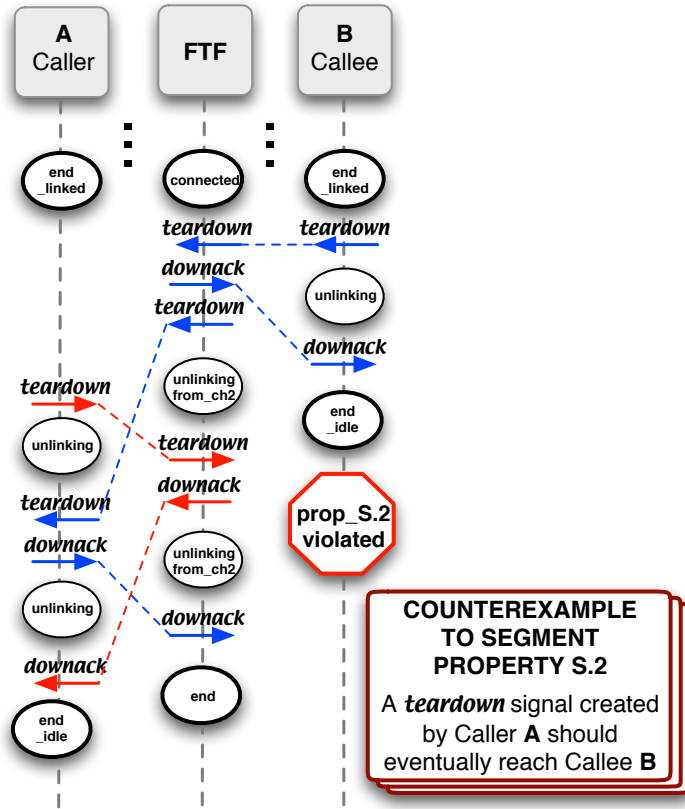 A
Caller
FTF
B
Callee
end
_linked
connected
end
_linked
teardown
teardown
downack
unlinking
teardown
downack
unlinking
from_ch2
teardown
end
_idle
unlinking
teardown
downack
teardown
prop_S.2
violated
downack
unlinking
from_ch2
unlinking
downack
downack
end
end
_idle
COUNTEREXAMPLE
TO SEGMENT
PROPERTY S.2
A teardown signal created
by Caller A should
eventually reach Callee B